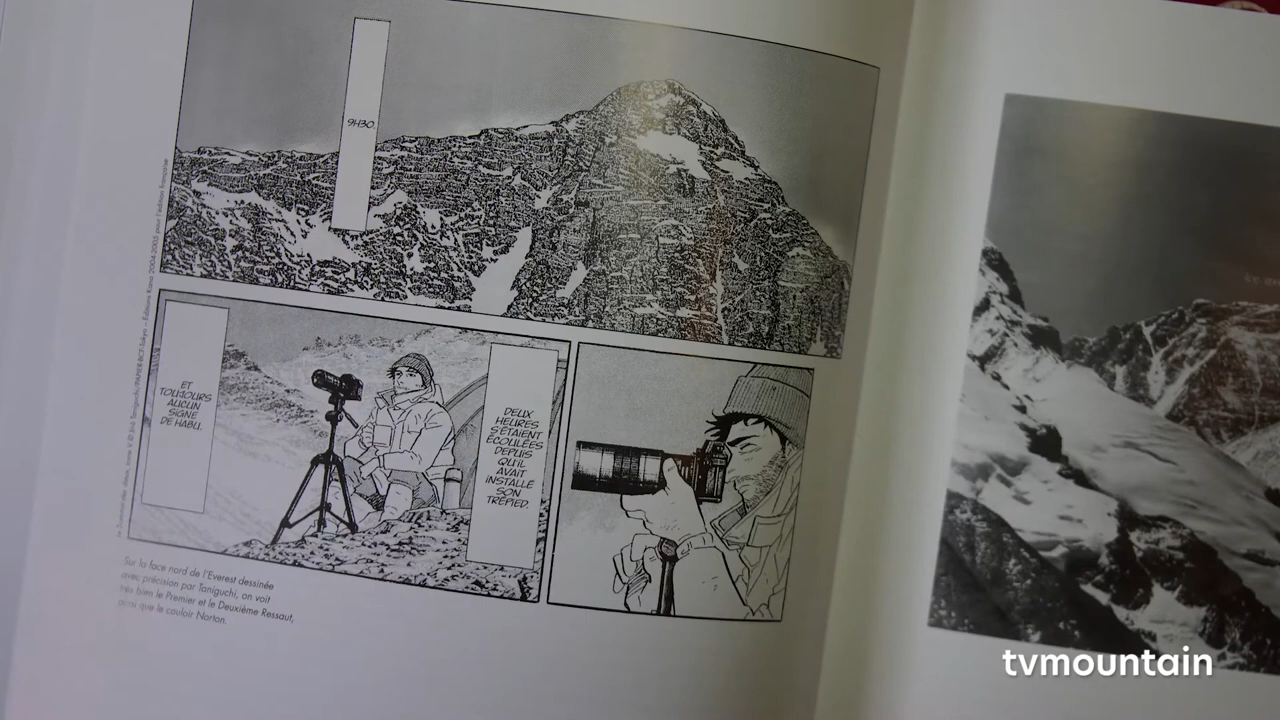 9H30.
ET
TOUJOURS
AUCUN
SIGNE
DE HABU.
DEUX
HEURES
S'ÉTAIENT
ÉCOULÉES
DEPUIS
QU'IL
AVAIT
INSTALLÉ
SON
TRÉPIED.
Sur la face nord de l'Everest dessinée
avec précision par Taniguchi, on voit
très bien le Premier et le Deuxième Ressaut,
ainsi que le couloir Norton.
tvmountain